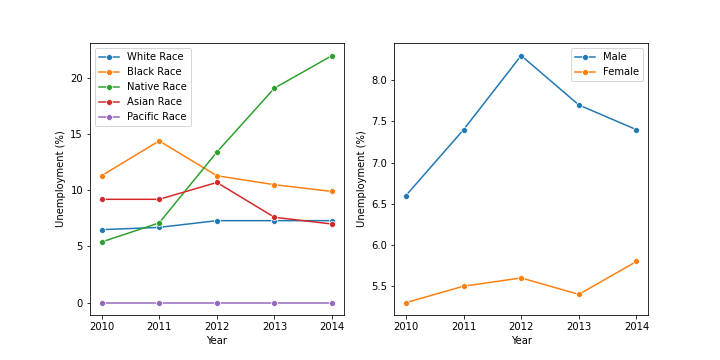 White Race
Black Race
Native Race
Asian Race
Pacific Race
Unemployment (%)
20
15
10
5
0
2010 2011 2012 2013 2014
Year
Male
Female
Unemployment (%)
8.0
7.5
7.0
6.5
6.0
5.5
2010 2011 2012 2013 2014
Year